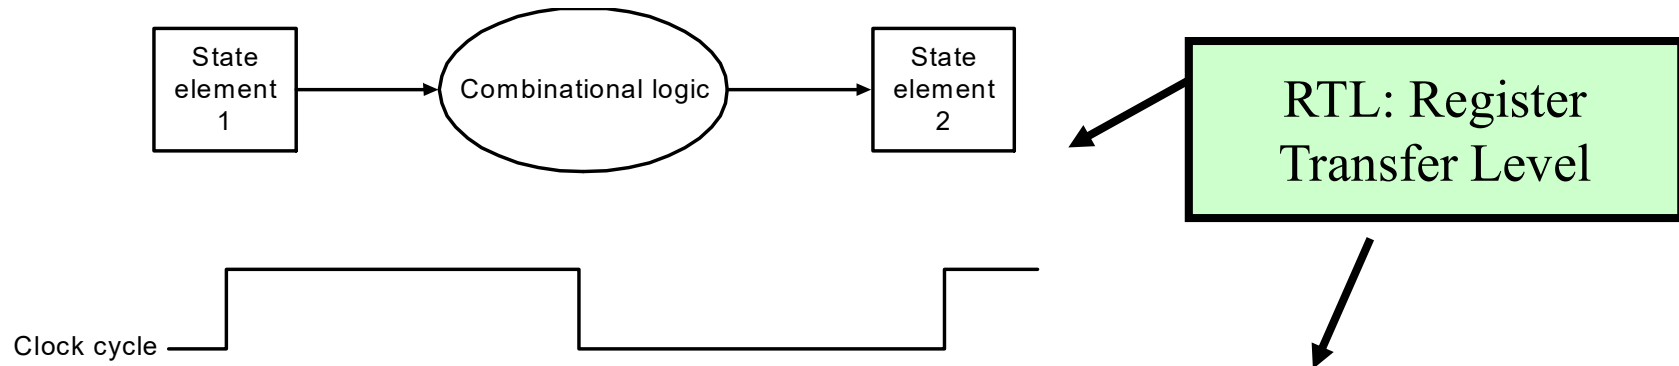 State
element
1
Combinational logic
State
element
2
RTL: Register
Transfer Level
Clock cycle